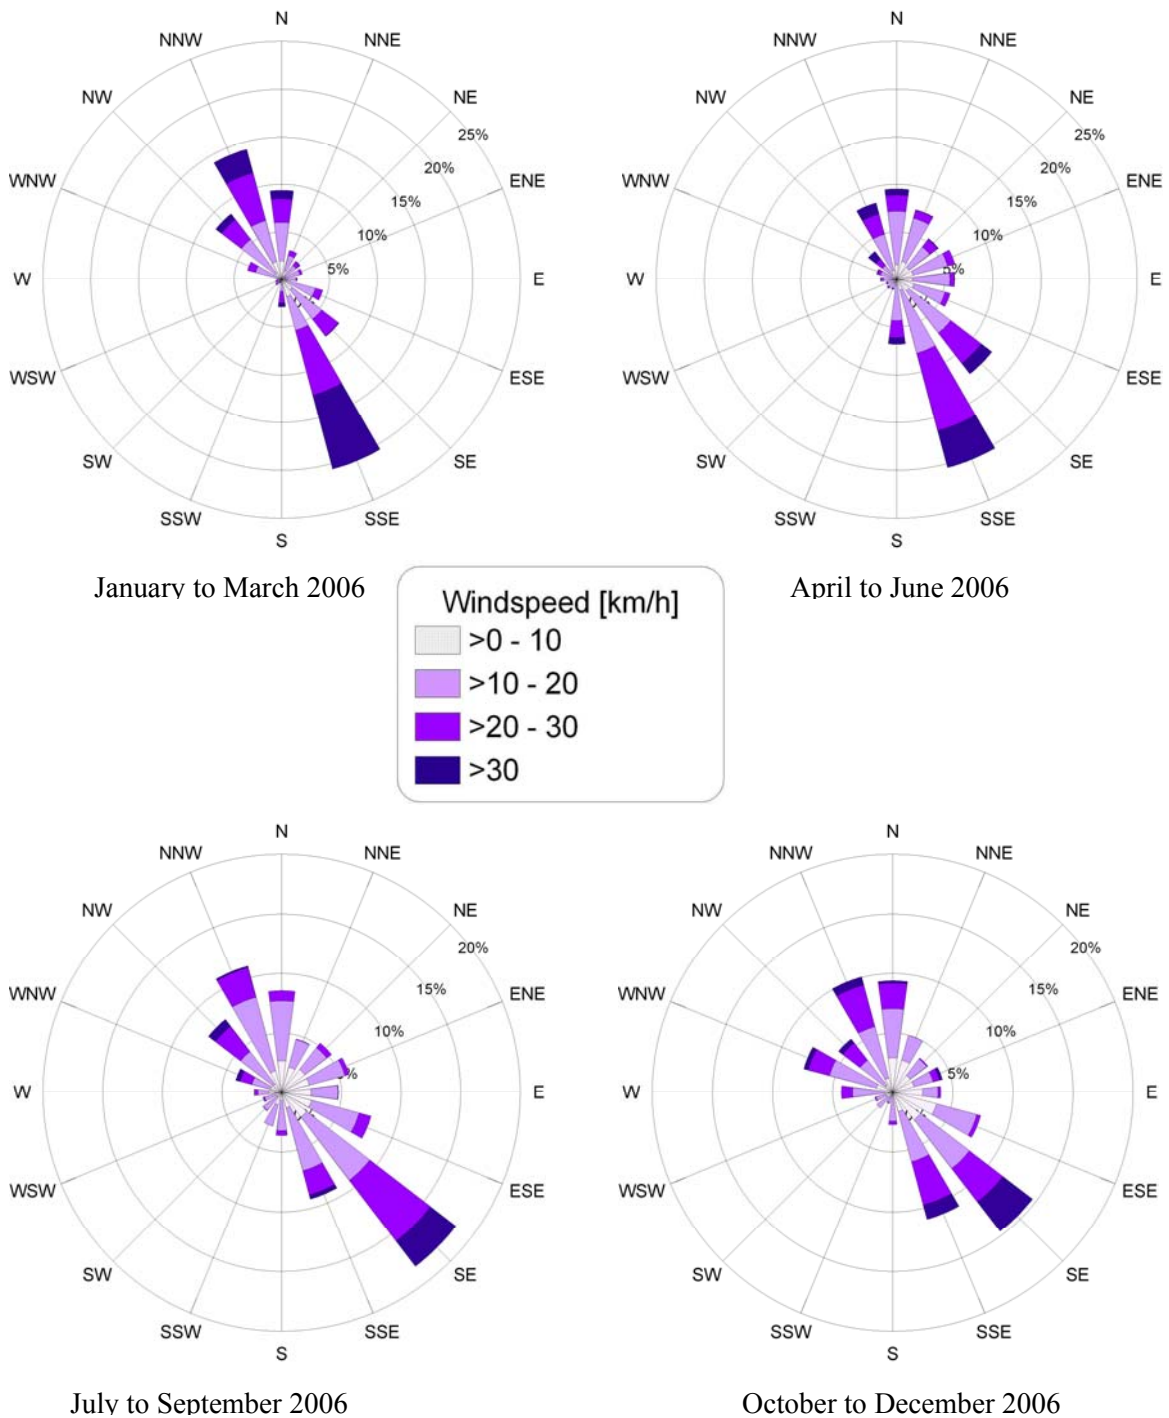 N
N
NNW NNE
NNW NNE
NW NE
NW NE
25%
25%
20%
20%
WNW ENE
WNW ENE
15%
15%
10%
10%
5%
5%
W E
W E
WSW ESE
WSW ESE
SW SE
SW SE
SSW SSE
SSW SSE
S
S
January to March 2006
April to June 2006
Windspeed [km/h]
>0 - 10
>10 - 20
>20 - 30
>30
N
N
NNW NNE
NNW NNE
NW NE
NW NE
20%
20%
WNW 15% ENE
WNW 15% ENE
10%
10%
%
5%
W E
W E
WSW ESE
WSW ESE
SW SE
SW SE
SSW SSE
SSW SSE
S
S
July to September 2006
October to December 2006